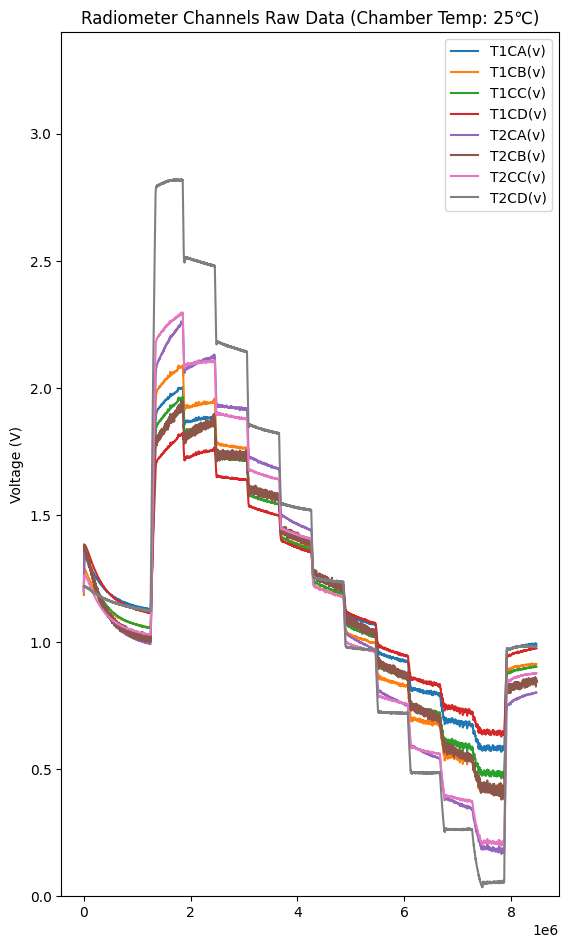 Radiometer Channels Raw Data (Chamber Temp: 25℃)
T1CA(v)
T1CB(v)
T1CC(v)
T1CD(v)
T2CA(v)
T2CB(v)
T2CC(v)
T2CD(v)
Voltage (V)
3.0
2.5
2.0
1.5
1.0
0.5
0.0
0 2 4 6 8
1e6